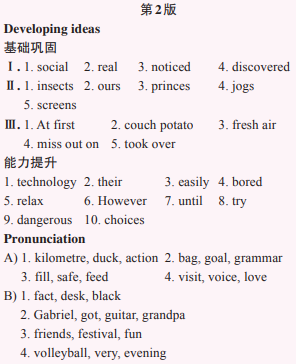 第 2 版
Developing ideas
基础巩固
Ⅰ. 1. social 2. real 3. noticed 4. discovered
Ⅱ. 1. insects 2. ours 3. princes 4. jogs
5. screens
Ⅲ. 1. At first 2. couch potato 3. fresh air
4. miss out on 5. took over
能力提升
1. technology 2. their 3. easily 4. bored
5. relax 6. However 7. until 8. try
9. dangerous 10. choices
Pronunciation
A) 1. kilometre, duck, action 2. bag, goal, grammar
3. fill, safe, feed 4. visit, voice, love
B) 1. fact, desk, black
2. Gabriel, got, guitar, grandpa
3. friends, festival, fun
4. volleyball, very, evening